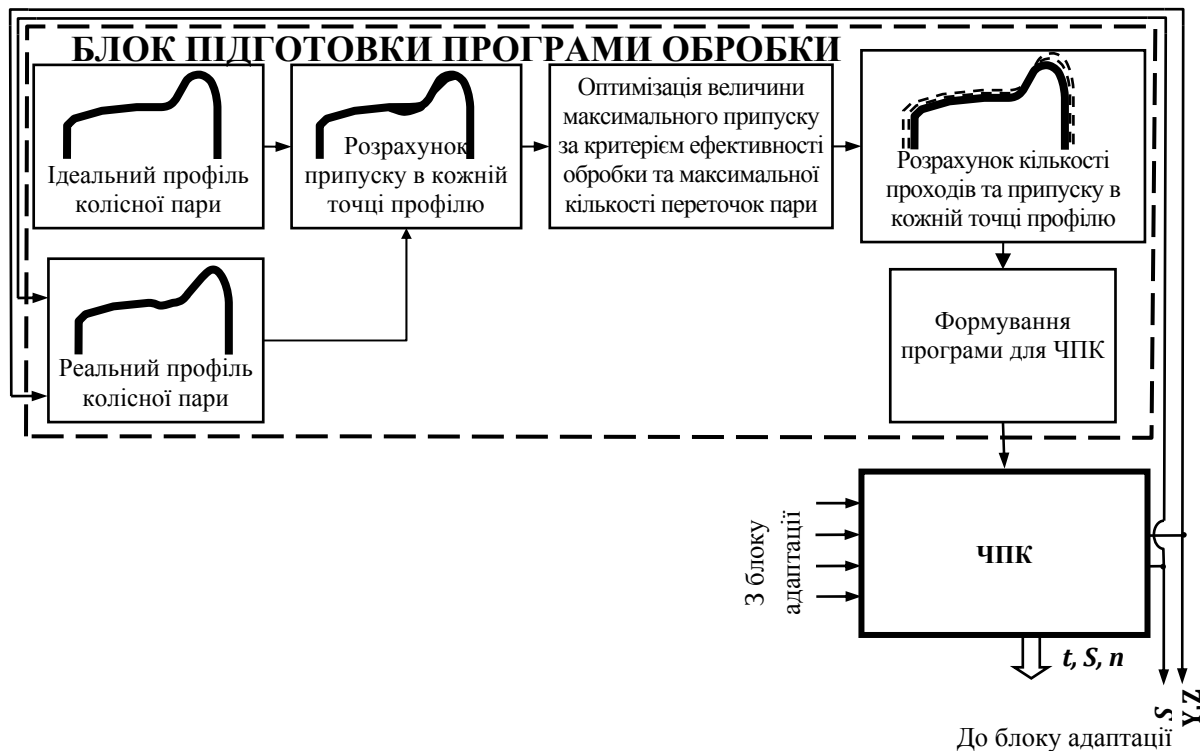 БЛОК ПІДГОТОВКИ ПРОГРАМИ ОБРОБКИ
Ідеальний профіль
колісної пари
Розрахунок
припуску в кожній
точці профілю
Оптимізація величини
максимального припуску
за критерієм ефективності
обробки та максимальної
кількості переточок пари
Розрахунок кількості
проходів та припуску в
кожній точці профілю
Реальний профіль
колісної пари
Формування
програми для ЧПК
З блоку
адаптації
ЧПК
t, S, n
S
Y,Z
До блоку адаптації